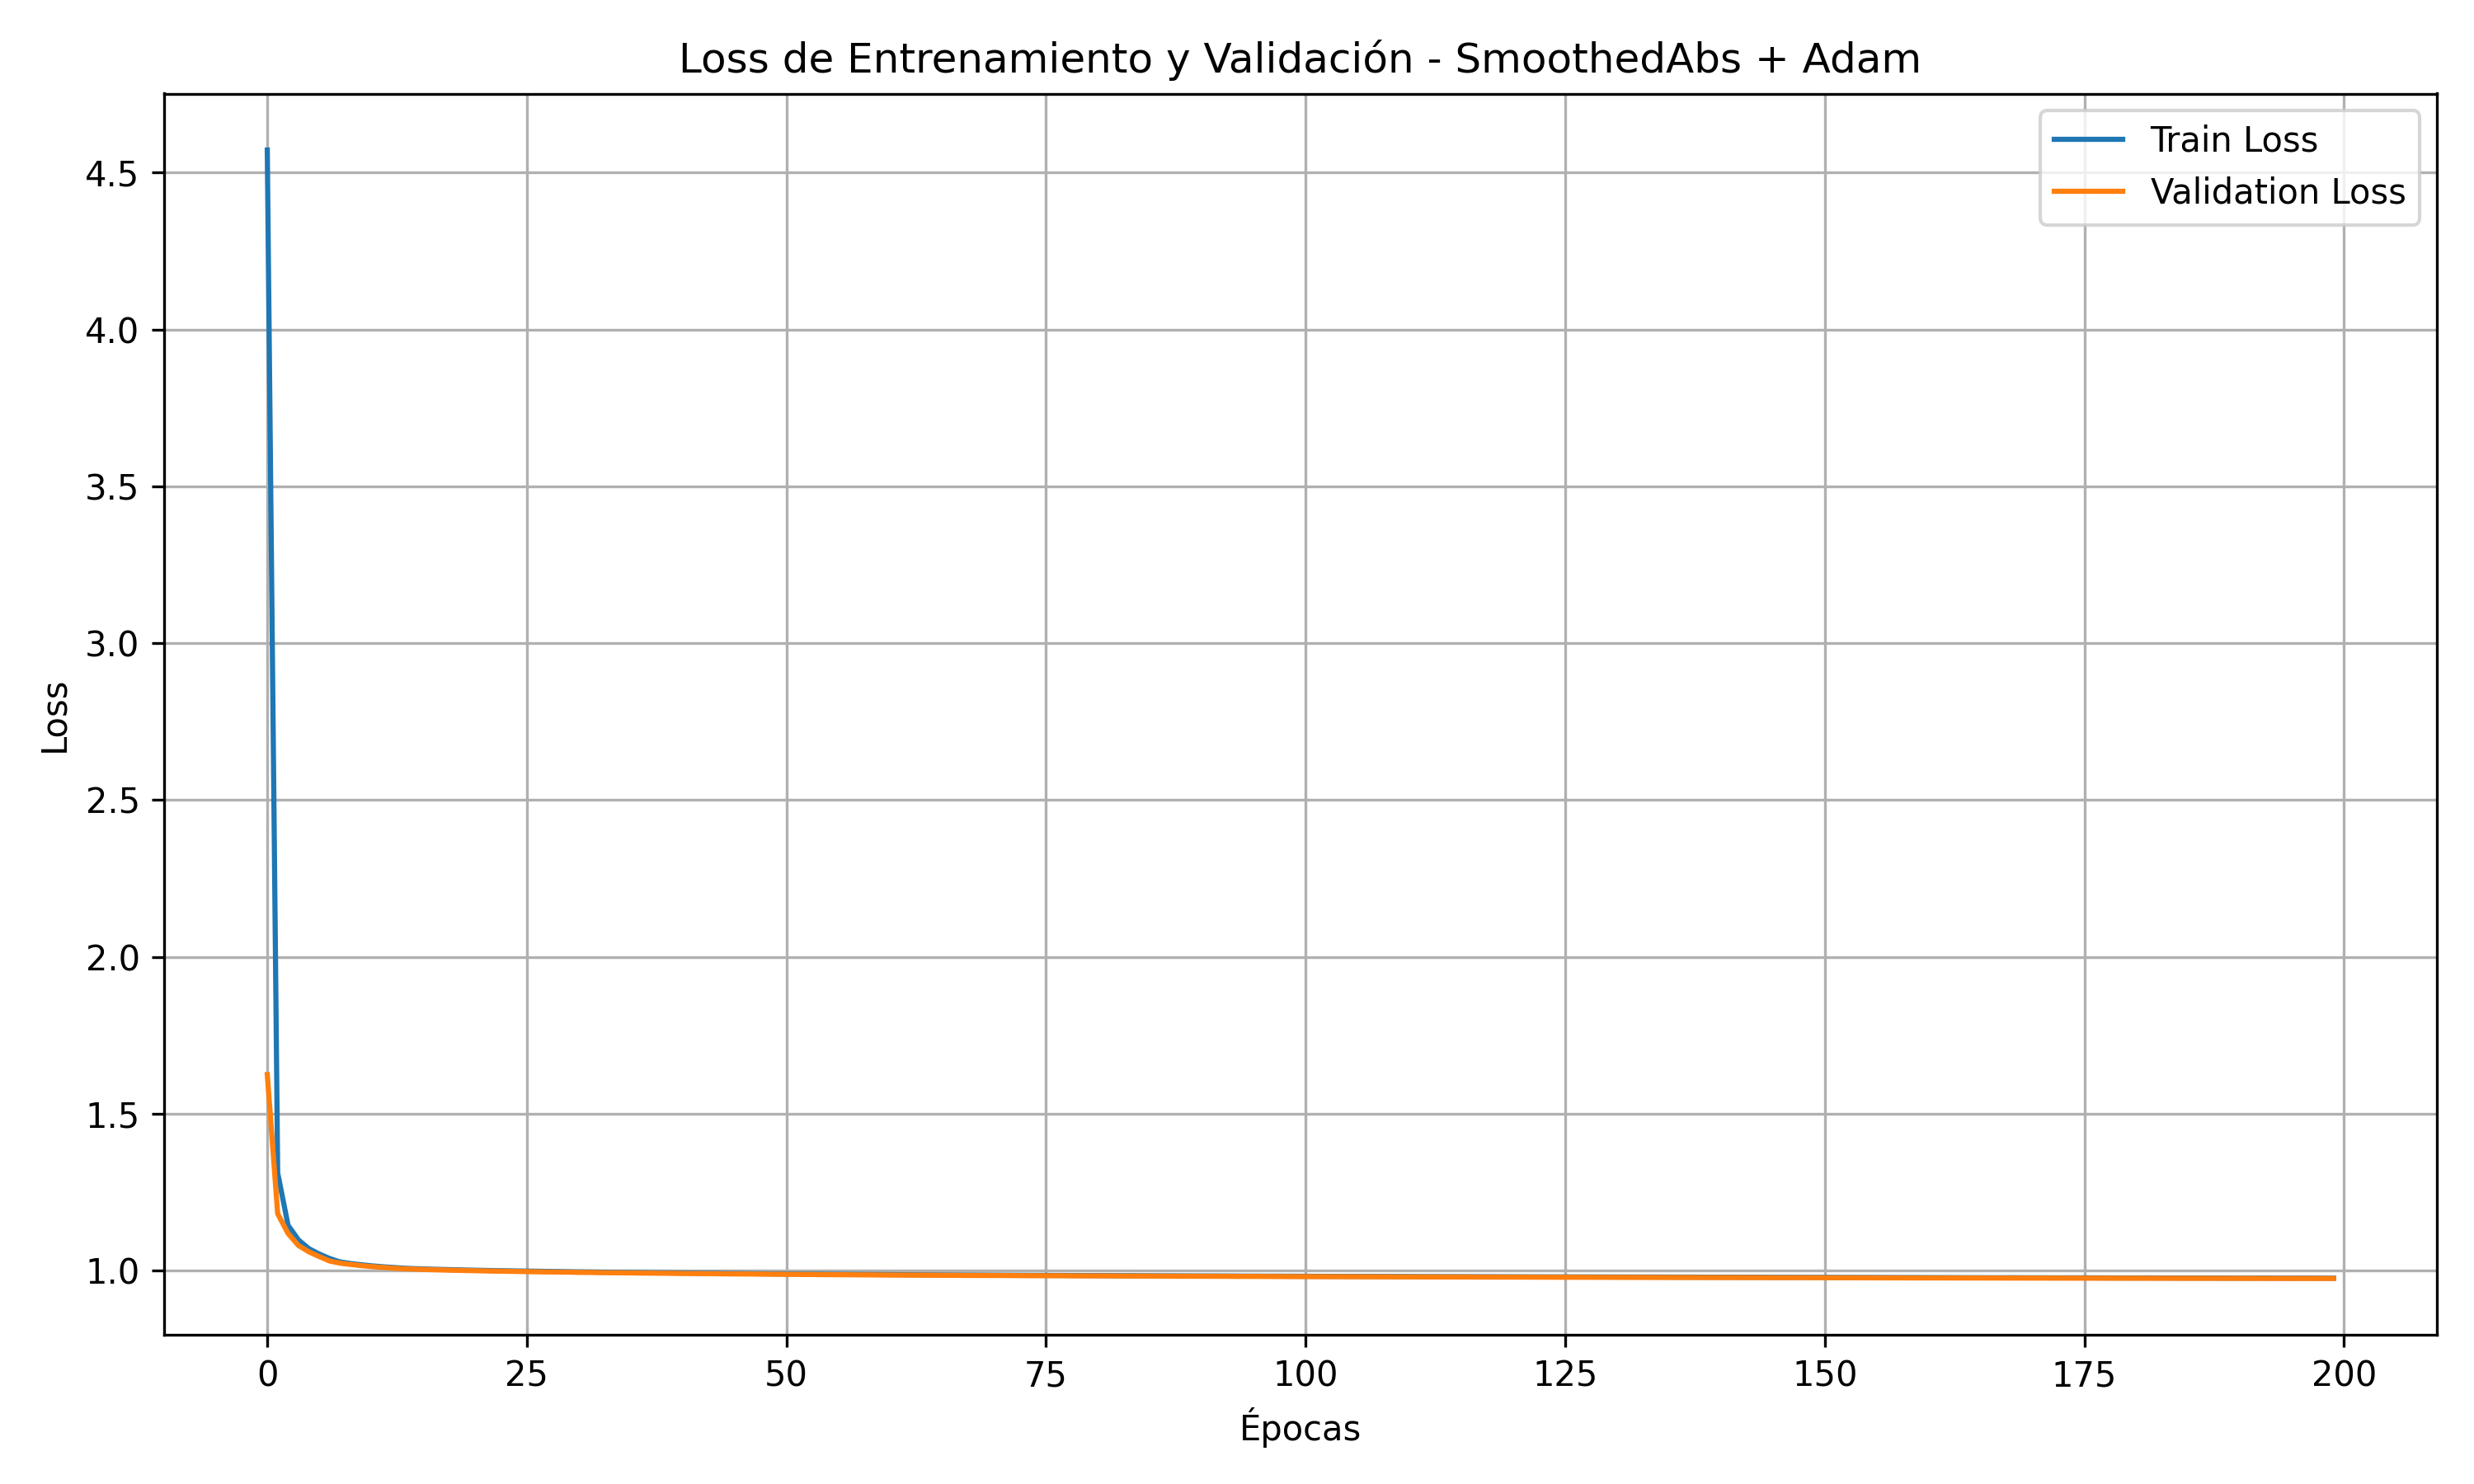 Loss de Entrenamiento y Validación - SmoothedAbs + Adam
Train Loss
Validation Loss
4.5
4.0
3.5
3.0
2.5
2.0
1.5
1.0
Loss
0 25 50 75 100 125 150 175 200
Épocas